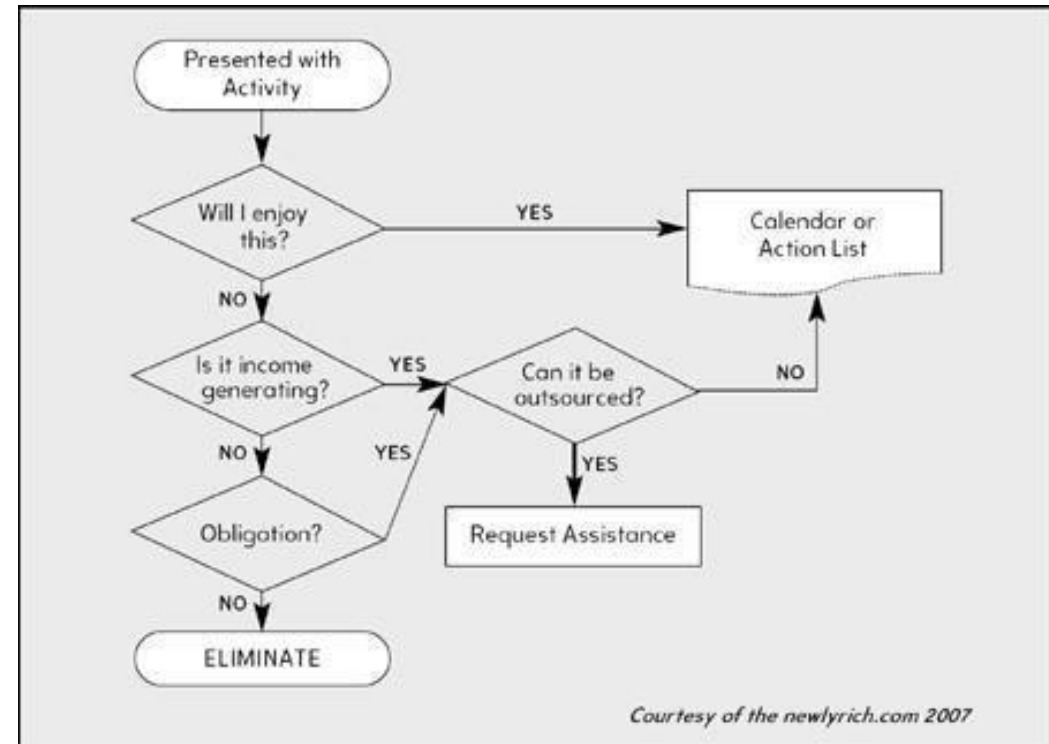 Presented with
Activity
Will I enjoy
this?
YES
Calendar or
Action List
NO
Is it income
generating?
YES
Can it be
outsourced?
NO
NO
YES
YES
Obligation?
Request Assistance
NO
ELIMINATE
Courtesy of the newlyrich.com 2007